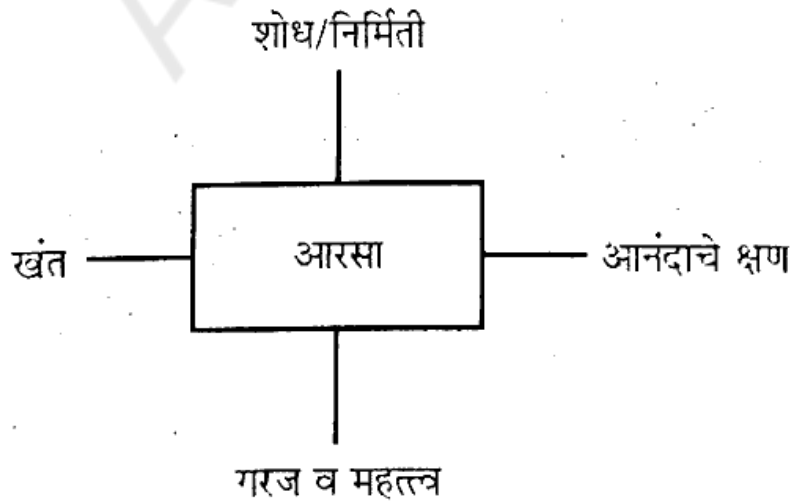 शोध/निर्मिती
खंत
आरसा
आनंदाचे क्षण
गरज व महत्त्व